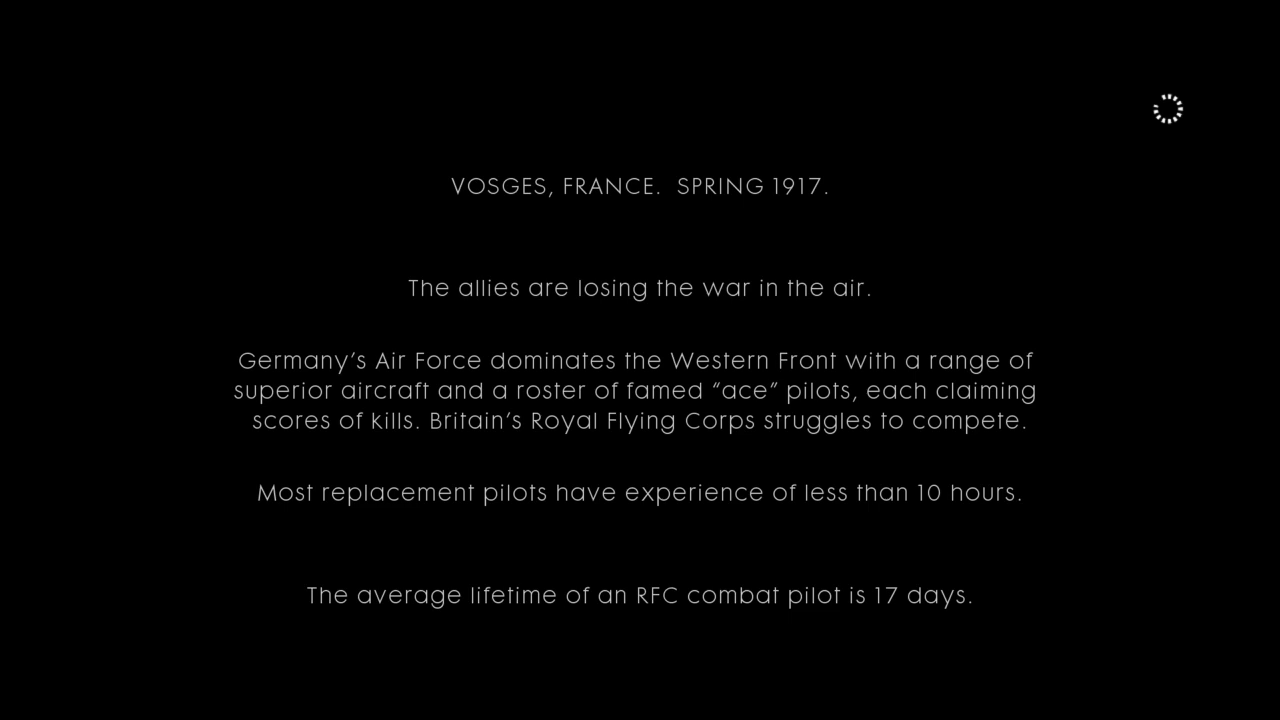 VOSGES, FRANCE. SPRING 1917.
The allies are losing the war in the air.
Germany’s Air Force dominates the Western Front with a range of
superior aircraft and a roster of famed “ace” pilots, each claiming
scores of kills. Britain’s Royal Flying Corps struggles to compete.
Most replacement pilots have experience of less than 10 hours.
The average lifetime of an RFC combat pilot is 17 days.